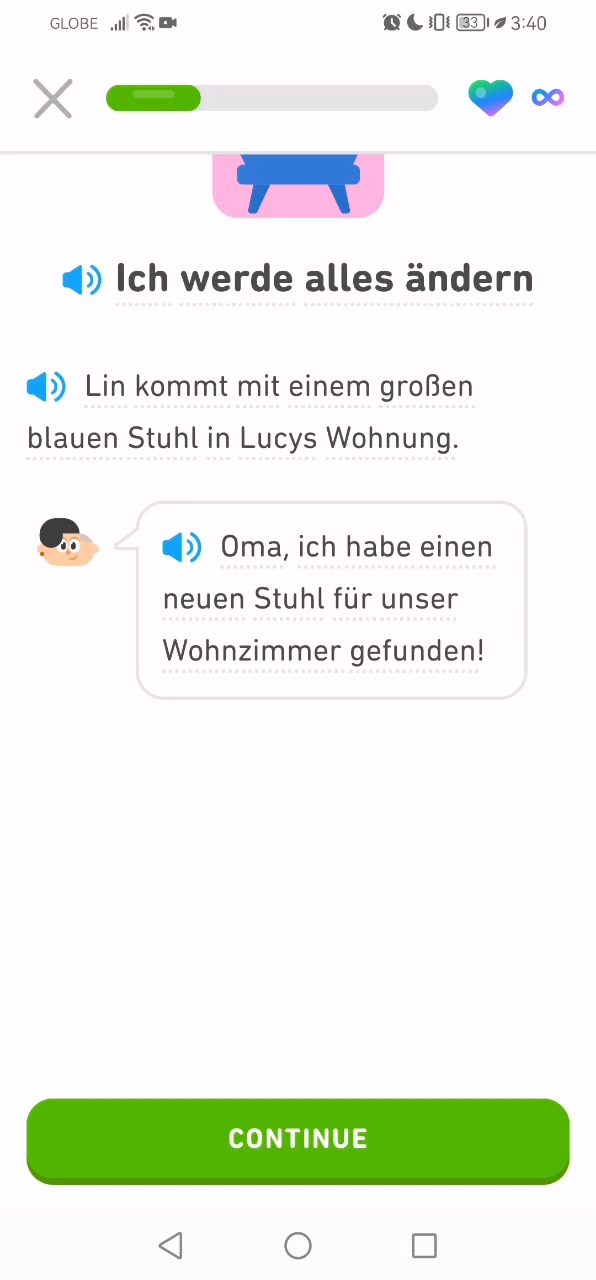 GLOBE 33 3:40
Ich werde alles ändern
Lin kommt mit einem großen
blauen Stuhl in Lucys Wohnung.
Oma, ich habe einen
neuen Stuhl für unser
Wohnzimmer gefunden!
CONTINUE